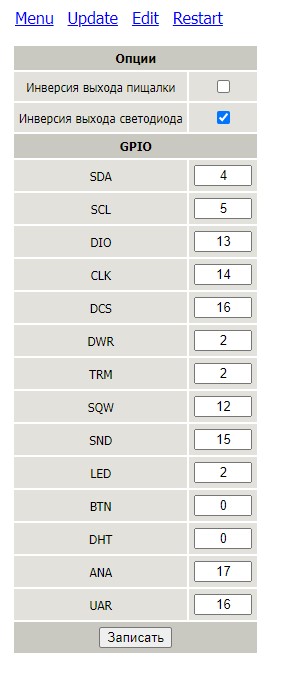 Menu Update Edit Restart
Опции
Инверсия выхода пищалки
Инверсия выхода светодиода
GPIO
SDA 4
SCL 5
DIO 13
CLK 14
DCS 16
DWR 2
TRM 2
SQW 12
SND 15
LED 2
BTN 0
DHT 0
ANA 17
UAR 16
Записать